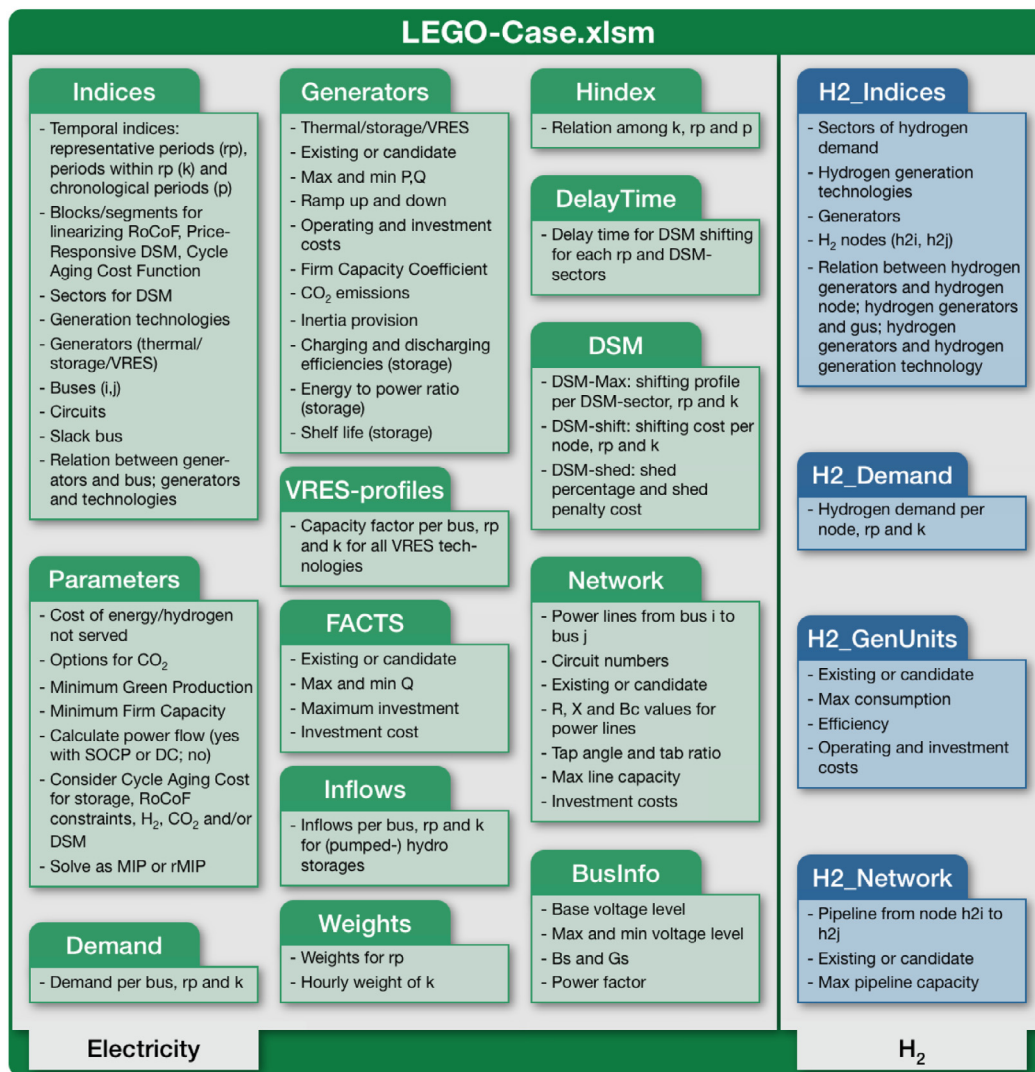 LEGO-Case.xlsm
Indices
- Temporal indices:
representative periods (rp),
periods within rp (k) and
chronological periods (p)
- Blocks/segments for
linearizing RoCoF, Price-
Responsive DSM, Cycle
Aging Cost Function
- Sectors for DSM
- Generation technologies
- Generators (thermal/
storage/VRES)
- Buses (i,j)
- Circuits
- Slack bus
- Relation between gener-
ators and bus; generators
and technologies
Parameters
- Cost of energy/hydrogen
not served
- Options for CO₂
- Minimum Green Production
- Minimum Firm Capacity
- Calculate power flow (yes
with SOCP or DC; no)
- Consider Cycle Aging Cost
for storage, RoCoF
constraints, H₂, CO₂ and/or
DSM
- Solve as MIP or rMIP
Demand
- Demand per bus, rp and k
Generators
- Thermal/storage/VRES
- Existing or candidate
- Max and min P,Q
- Ramp up and down
- Operating and investment
costs
- Firm Capacity Coefficient
- CO₂ emissions
- Inertia provision
- Charging and discharging
efficiencies (storage)
- Energy to power ratio
(storage)
- Shelf life (storage)
VRES-profiles
- Capacity factor per bus, rp
and k for all VRES tech-
nologies
FACTS
- Existing or candidate
- Max and min Q
- Maximum investment
- Investment cost
Inflows
- Inflows per bus, rp and k
for (pumped-) hydro
storages
Weights
- Weights for rp
- Hourly weight of k
Hindex
- Relation among k, rp and p
DelayTime
- Delay time for DSM shifting
for each rp and DSM-
sectors
DSM
- DSM-Max: shifting profile
per DSM-sector, rp and k
- DSM-shift: shifting cost per
node, rp and k
- DSM-shed: shed
percentage and shed
penalty cost
Network
- Power lines from bus i to
bus j
- Circuit numbers
- Existing or candidate
- R, X and Bc values for
power lines
- Tap angle and tab ratio
- Max line capacity
- Investment costs
BusInfo
- Base voltage level
- Max and min voltage level
- Bs and Gs
- Power factor
Electricity
H2_Indices
- Sectors of hydrogen
demand
- Hydrogen generation
technologies
- Generators
- H₂ nodes (h2i, h2j)
- Relation between hydrogen
generators and hydrogen
node; hydrogen generators
and gus; hydrogen
generators and hydrogen
generation technology
H2_Demand
- Hydrogen demand per
node, rp and k
H2_GenUnits
- Existing or candidate
- Max consumption
- Efficiency
- Operating and investment
costs
H2_Network
- Pipeline from node h2i to
h2j
- Existing or candidate
- Max pipeline capacity
H₂